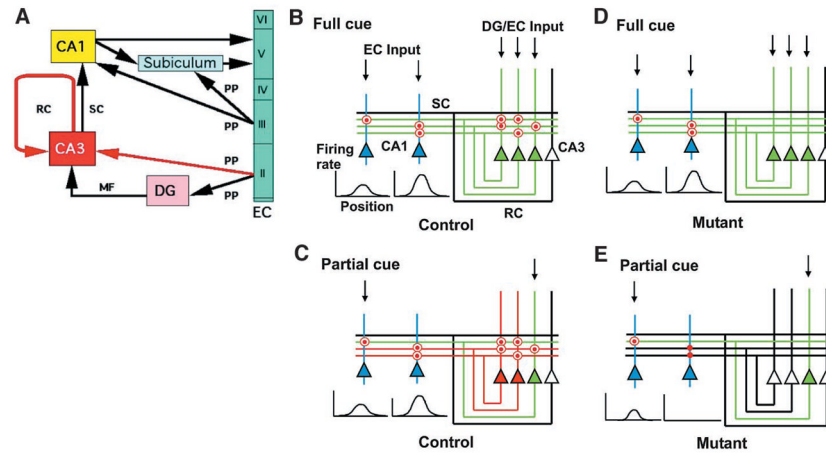 A
CA1
Subiculum
VI
V
IV
III
II
EC
PP
PP
PP
PP
RC
SC
CA3
MF
DG
B
Full cue
EC Input
DG/EC Input
SC
CA1
CA3
Firing
rate
Position
RC
Control
C
Partial cue
Control
D
Full cue
Mutant
E
Partial cue
Mutant